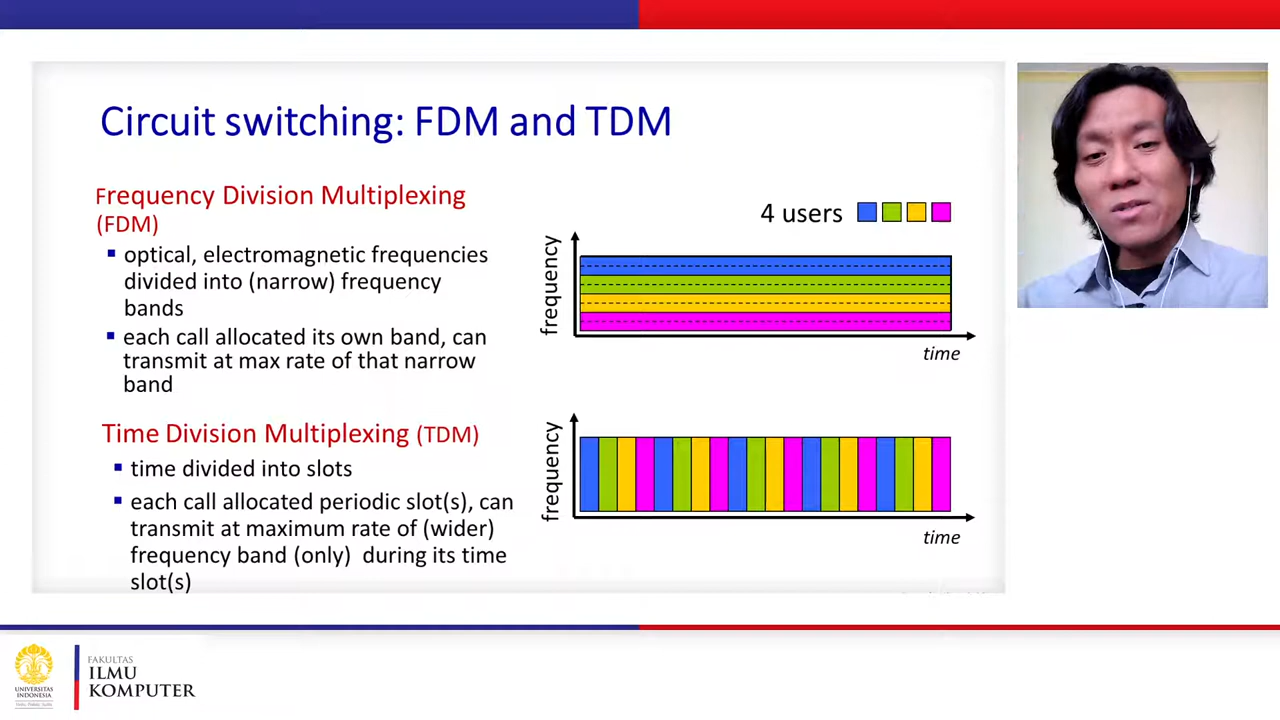 Circuit switching: FDM and TDM
Frequency Division Multiplexing
(FDM)
▪ optical, electromagnetic frequencies
divided into (narrow) frequency
bands
▪ each call allocated its own band, can
transmit at max rate of that narrow
band
4 users
frequency
time
Time Division Multiplexing (TDM)
▪ time divided into slots
▪ each call allocated periodic slot(s), can
transmit at maximum rate of (wider)
frequency band (only) during its time
slot(s)
frequency
time
UNIVERSITAS
INDONESIA
FAKULTAS
ILMU
KOMPUTER